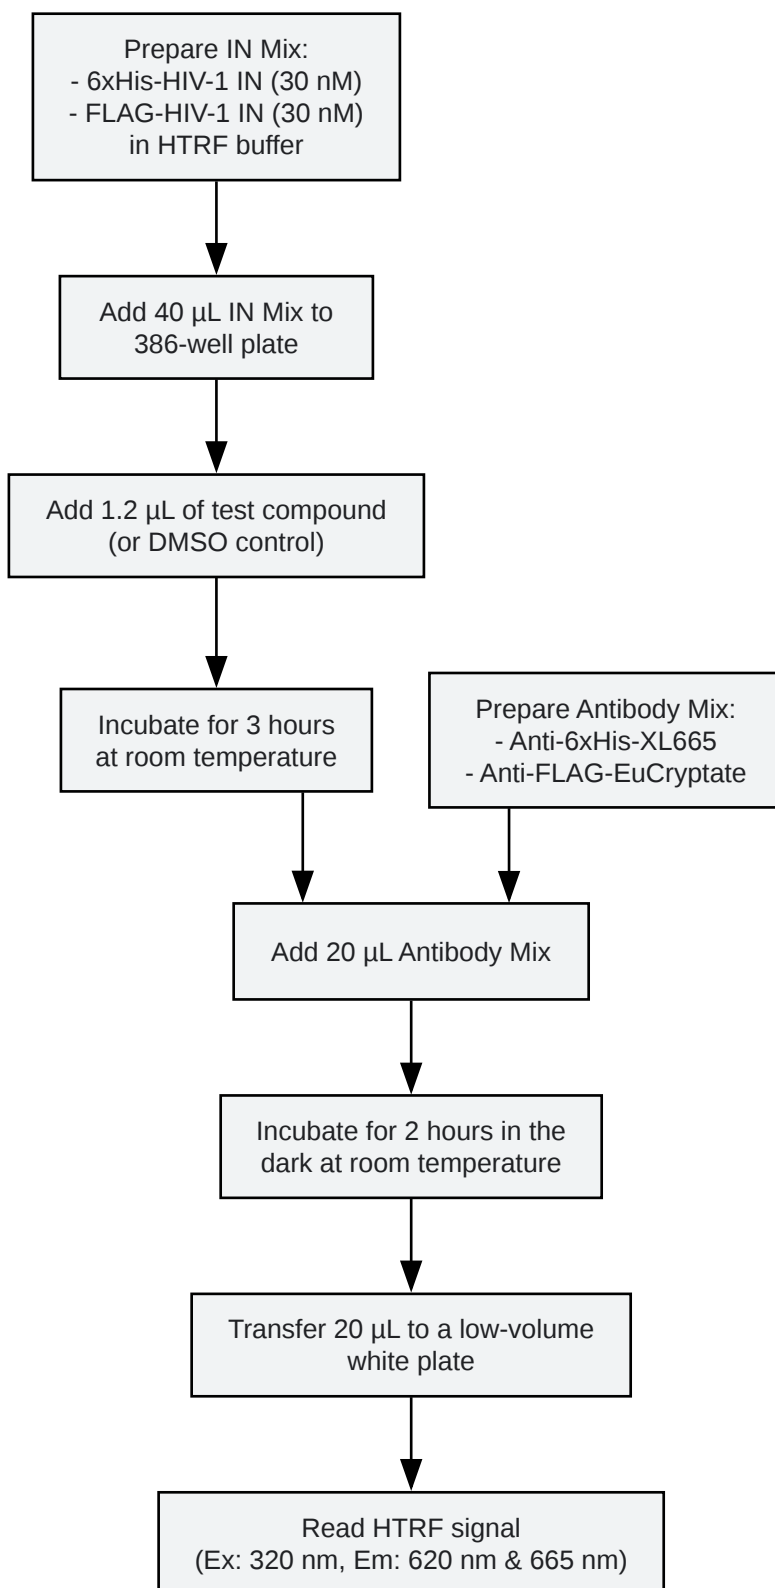 Prepare IN Mix:
- 6xHis-HIV-1 IN (30 nM)
- FLAG-HIV-1 IN (30 nM)
in HTRF buffer
Add 40 µL IN Mix to
386-well plate
Add 1.2 µL of test compound
(or DMSO control)
Incubate for 3 hours
at room temperature
Prepare Antibody Mix:
- Anti-6xHis-XL665
- Anti-FLAG-EuCryptate
Add 20 µL Antibody Mix
Incubate for 2 hours in the
dark at room temperature
Transfer 20 µL to a low-volume
white plate
Read HTRF signal
(Ex: 320 nm, Em: 620 nm & 665 nm)